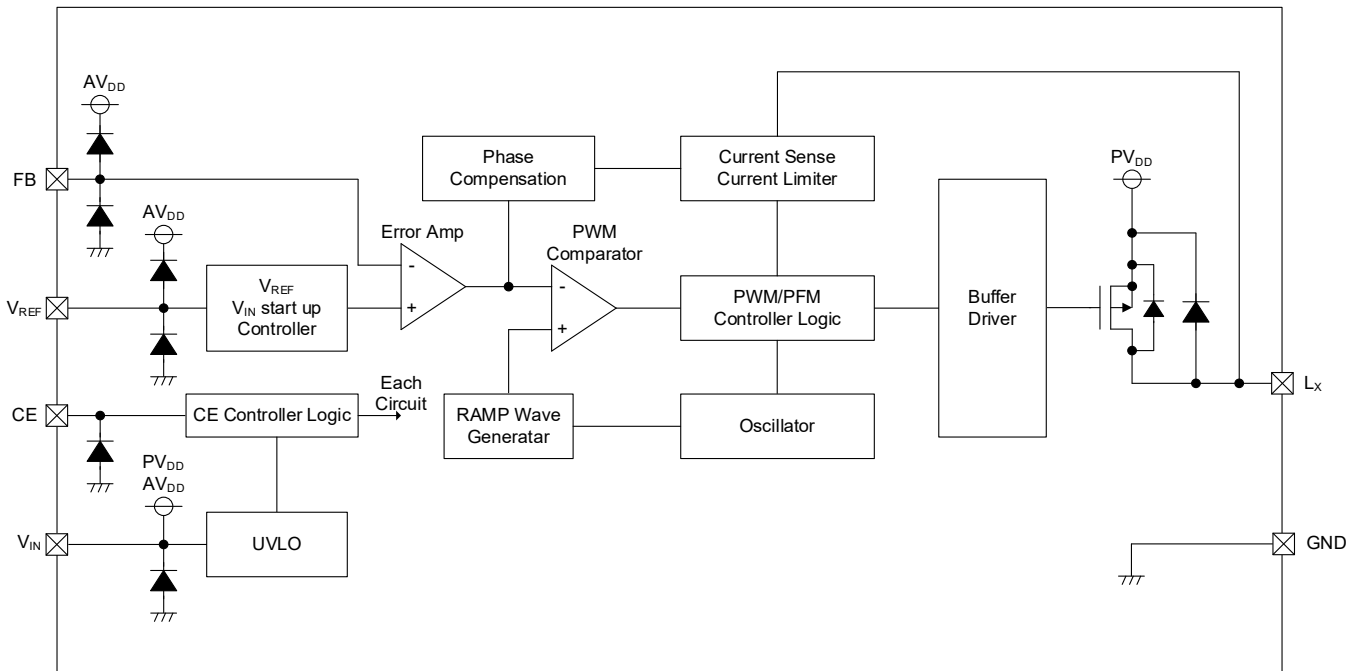 AVDD
FB
AVDD
VREF
VREF
VIN start up
Controller
Error Amp
-
+
Phase
Compensation
PWM
Comparator
-
+
Current Sense
Current Limiter
PWM/PFM
Controller Logic
Buffer
Driver
PVDD
LX
CE
CE Controller Logic
Each
Circuit
RAMP Wave
Generatar
Oscillator
PVDD
AVDD
VIN
UVLO
GND